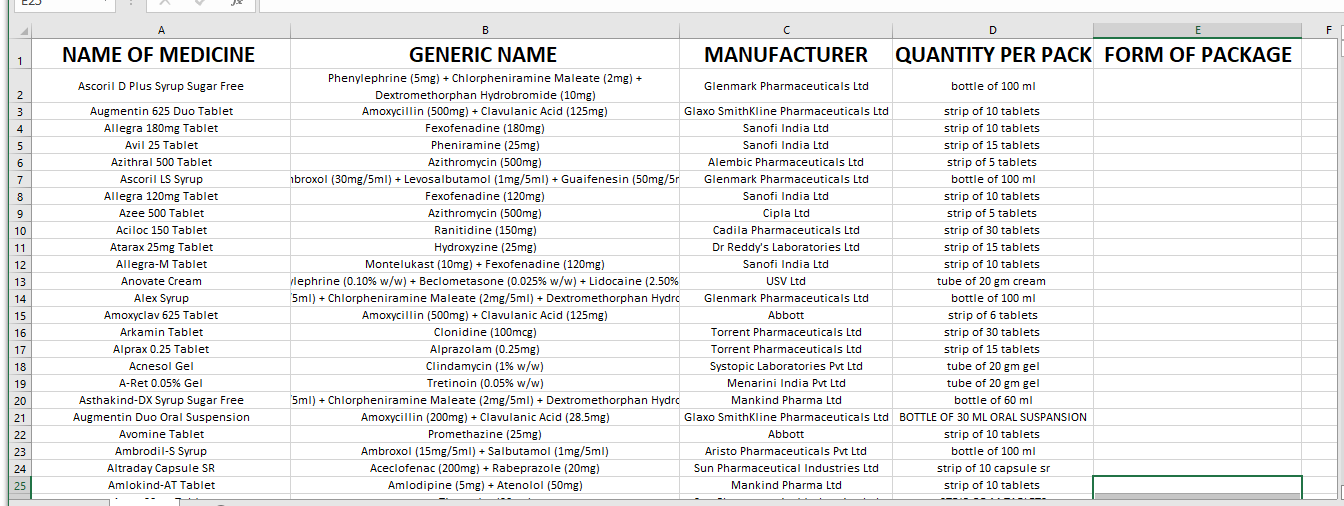 E25
fx
A B C D E F
1 NAME OF MEDICINE GENERIC NAME MANUFACTURER QUANTITY PER PACK FORM OF PACKAGE
2 Ascoril D Plus Syrup Sugar Free Phenylephrine (5mg) + Chlorpheniramine Maleate (2mg) + Glenmark Pharmaceuticals Ltd bottle of 100 ml
Dextromethorphan Hydrobromide (10mg)
3 Augmentin 625 Duo Tablet Amoxycillin (500mg) + Clavulanic Acid (125mg) Glaxo SmithKline Pharmaceuticals Ltd strip of 10 tablets
4 Allegra 180mg Tablet Fexofenadine (180mg) Sanofi India Ltd strip of 10 tablets
5 Avil 25 Tablet Pheniramine (25mg) Sanofi India Ltd strip of 15 tablets
6 Azithral 500 Tablet Azithromycin (500mg) Alembic Pharmaceuticals Ltd strip of 5 tablets
7 Ascoril LS Syrup nbroxol (30mg/5ml) + Levosalbutamol (1mg/5ml) + Guaifenesin (50mg/5r Glenmark Pharmaceuticals Ltd bottle of 100 ml
8 Allegra 120mg Tablet Fexofenadine (120mg) Sanofi India Ltd strip of 10 tablets
9 Azee 500 Tablet Azithromycin (500mg) Cipla Ltd strip of 5 tablets
10 Aciloc 150 Tablet Ranitidine (150mg) Cadila Pharmaceuticals Ltd strip of 30 tablets
11 Atarax 25mg Tablet Hydroxyzine (25mg) Dr Reddy's Laboratories Ltd strip of 15 tablets
12 Allegra-M Tablet Montelukast (10mg) + Fexofenadine (120mg) Sanofi India Ltd strip of 10 tablets
13 Anovate Cream ylephrine (0.10% w/w) + Beclometasone (0.025% w/w) + Lidocaine (2.50% USV Ltd tube of 20 gm cream
14 Alex Syrup 5ml) + Chlorpheniramine Maleate (2mg/5ml) + Dextromethorphan Hydro Glenmark Pharmaceuticals Ltd bottle of 100 ml
15 Amoxyclav 625 Tablet Amoxycillin (500mg) + Clavulanic Acid (125mg) Abbott strip of 6 tablets
16 Arkamin Tablet Clonidine (100mcg) Torrent Pharmaceuticals Ltd strip of 30 tablets
17 Alprax 0.25 Tablet Alprazolam (0.25mg) Torrent Pharmaceuticals Ltd strip of 15 tablets
18 Acnesol Gel Clindamycin (1% w/w) Systopic Laboratories Pvt Ltd tube of 20 gm gel
19 A-Ret 0.05% Gel Tretinoin (0.05% w/w) Menarini India Pvt Ltd tube of 20 gm gel
20 Asthakind-DX Syrup Sugar Free 5ml) + Chlorpheniramine Maleate (2mg/5ml) + Dextromethorphan Hydro Mankind Pharma Ltd bottle of 60 ml
21 Augmentin Duo Oral Suspension Amoxycillin (200mg) + Clavulanic Acid (28.5mg) Glaxo SmithKline Pharmaceuticals Ltd BOTTLE OF 30 ML ORAL SUSPANSION
22 Avomine Tablet Promethazine (25mg) Abbott strip of 10 tablets
23 Ambrodil-S Syrup Ambroxol (15mg/5ml) + Salbutamol (1mg/5ml) Aristo Pharmaceuticals Pvt Ltd bottle of 100 ml
24 Altraday Capsule SR Aceclofenac (200mg) + Rabeprazole (20mg) Sun Pharmaceutical Industries Ltd strip of 10 capsule sr
25 Amlokind-AT Tablet Amlodipine (5mg) + Atenolol (50mg) Mankind Pharma Ltd strip of 10 tablets